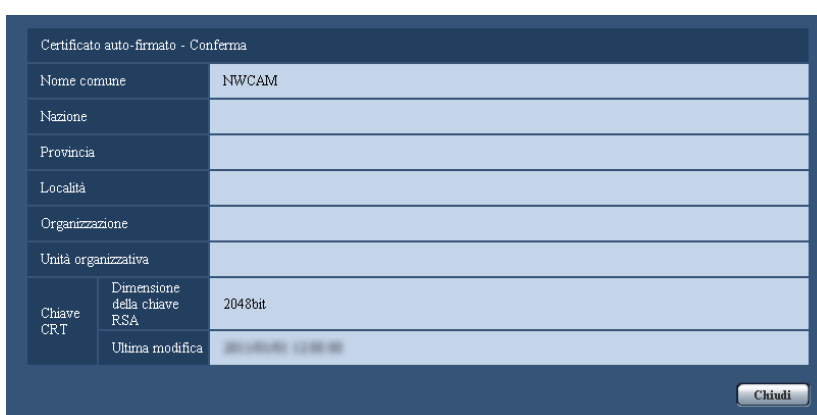 Certificato auto-firmato - Conferma
Nome comune NWCAM
Nazione
Provincia
Località
Organizzazione
Unità organizzativa
Chiave CRT
Dimensione della chiave RSA
2048bit
Ultima modifica
Chiudi